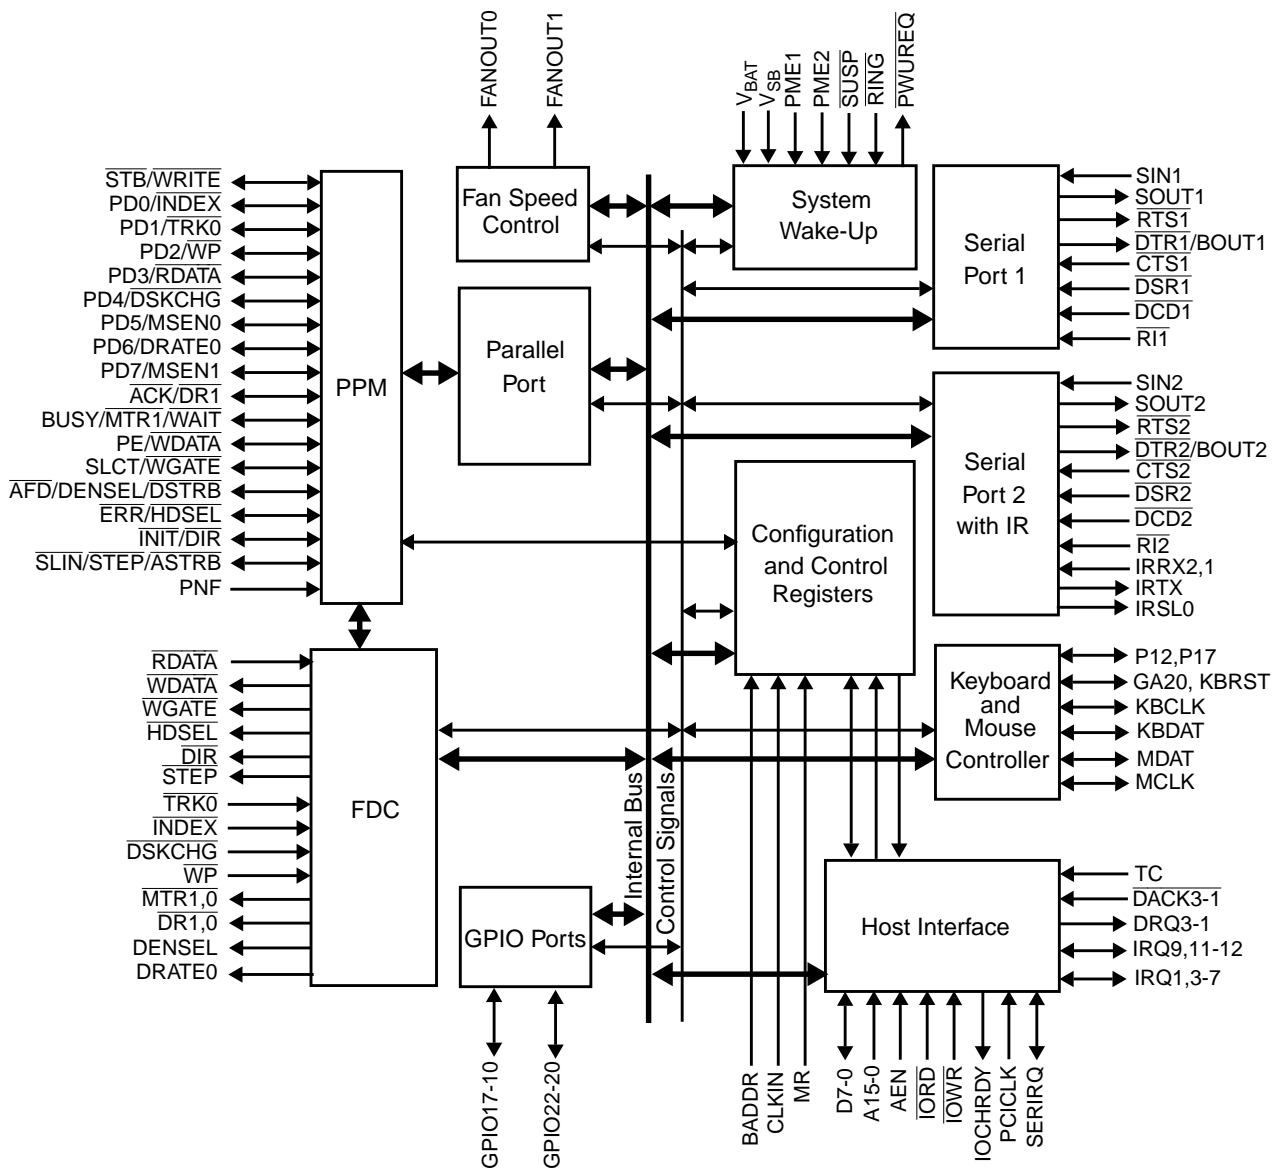 FANOUT0
FANOUT1
VBAT
VSB
PME1
PME2
SUSP
RING
PWUREQ
STB/WRITE
PD0/INDEX
PD1/TRK0
PD2/WP
PD3/RDATA
PD4/DSKCHG
PD5/MSEN0
PD6/DRATE0
PD7/MSEN1
ACK/DR1
BUSY/MTR1/WAIT
PE/WDATA
SLCT/WGATE
AFD/DENSEL/DSTRB
ERR/HDSEL
INIT/DIR
SLIN/STEP/ASTRB
PNF
PPM
Fan Speed
Control
Parallel
Port
System
Wake-Up
Serial
Port 1
SIN1
SOUT1
RTS1
DTR1/BOUT1
CTS1
DSR1
DCD1
RI1
Serial
Port 2
with IR
SIN2
SOUT2
RTS2
DTR2/BOUT2
CTS2
DSR2
DCD2
RI2
IRRX2,1
IRTX
IRSL0
Configuration
and Control
Registers
RDATA
WDATA
WGATE
HDSEL
DIR
STEP
TRK0
INDEX
DSKCHG
WP
MTR1,0
DR1,0
DENSEL
DRATE0
FDC
Internal Bus
Control Signals
Keyboard
and
Mouse
Controller
P12,P17
GA20, KBRST
KBCLK
KBDAT
MDAT
MCLK
GPIO Ports
Host Interface
TC
DACK3-1
DRQ3-1
IRQ9,11-12
IRQ1,3-7
GPIO17-10
GPIO22-20
BADDR
CLKIN
MR
D7-0
A15-0
AEN
IORD
IOWR
IOCHRDY
PCICLK
SERIRQ